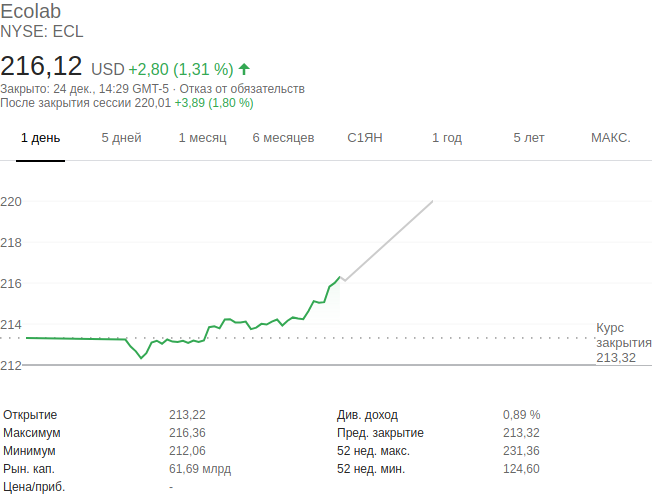 Ecolab
NYSE: ECL
216,12 USD +2,80 (1,31 %)
Закрыто: 24 дек., 14:29 GMT-5 · Отказ от обязательств
После закрытия сессии 220,01 +3,89 (1,80 %)
1 день 5 дней 1 месяц 6 месяцев С1ЯН 1 год 5 лет МАКС.
220
218
216
214
212
Курс
закрытия
213,32
Открытие 213,22 Див. доход 0,89 %
Максимум 216,36 Пред. закрытие 213,32
Минимум 212,06 52 нед. макс. 231,36
Рын. кап. 61,69 млрд 52 нед. мин. 124,60
Цена/приб. -